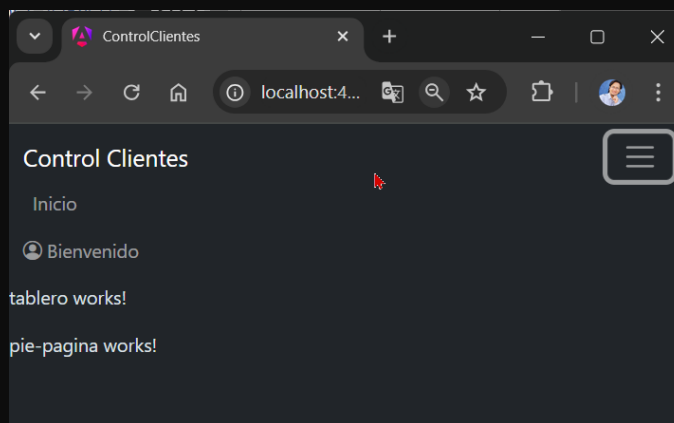 ControlClientes
localhost:4...
Control Clientes
Inicio
Bienvenido
tablero works!
pie-pagina works!